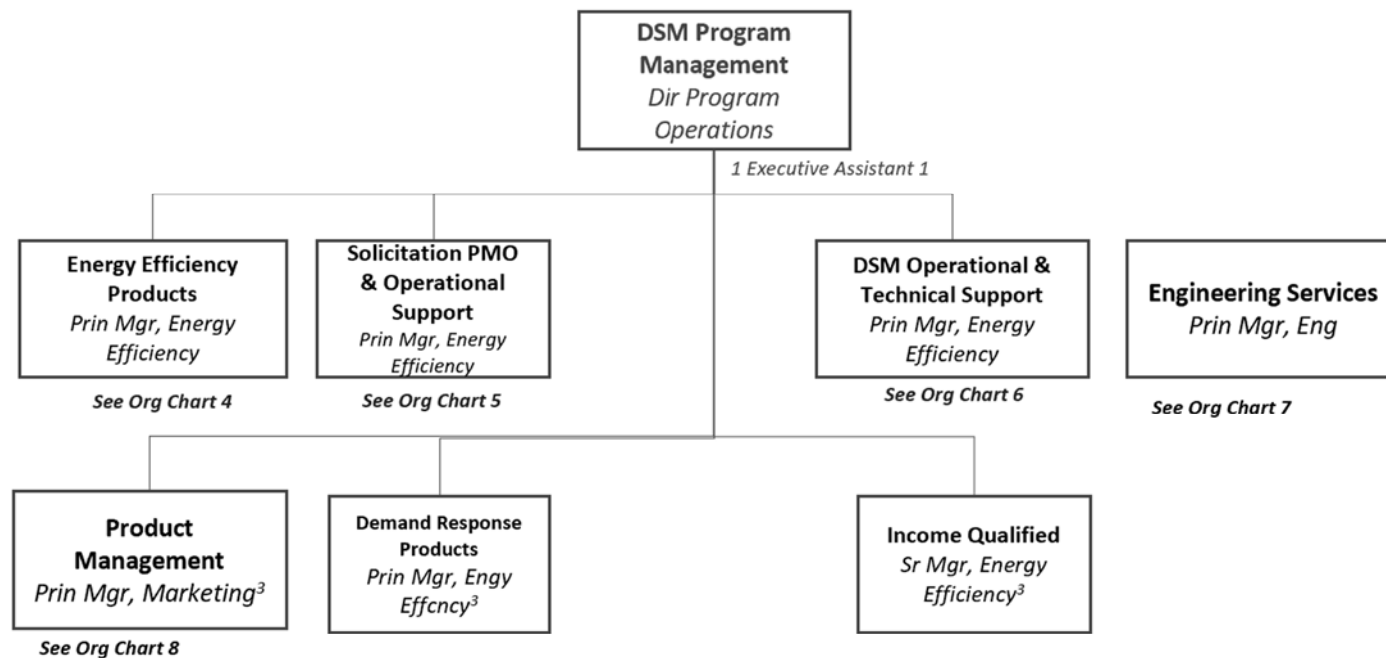 DSM Program
Management
Dir Program
Operations
1 Executive Assistant 1
Energy Efficiency
Products
Prin Mgr, Energy
Efficiency
See Org Chart 4
Solicitation PMO
& Operational
Support
Prin Mgr, Energy
Efficiency
See Org Chart 5
DSM Operational &
Technical Support
Prin Mgr, Energy
Efficiency
See Org Chart 6
Engineering Services
Prin Mgr, Eng
See Org Chart 7
Product
Management
Prin Mgr, Marketing³
See Org Chart 8
Demand Response
Products
Prin Mgr, Engy
Effcncy³
Income Qualified
Sr Mgr, Energy
Efficiency³